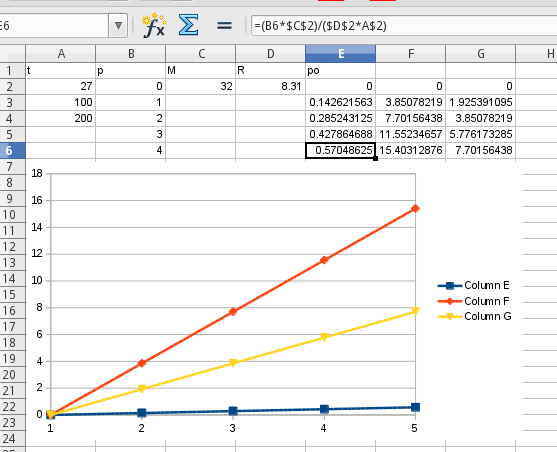 E6 =(B6*$C$2)/($D$2*A$2)
A B C D E F G H
1 t p M R po
2 27 0 32 8.31 0 0 0
3 100 1 0.142621563 3.85078219 1.925391095
4 200 2 0.285243125 7.70156438 3.85078219
5 3 0.427864688 11.55234657 5.776173285
6 4 0.57048625 15.40312876 7.70156438
7
8
9
10
11
12
13
14
15
16
17
18
19
20
21
22
23
24
18
16
14
12
10
8
6
4
2
0
1 2 3 4 5
Column E
Column F
Column G